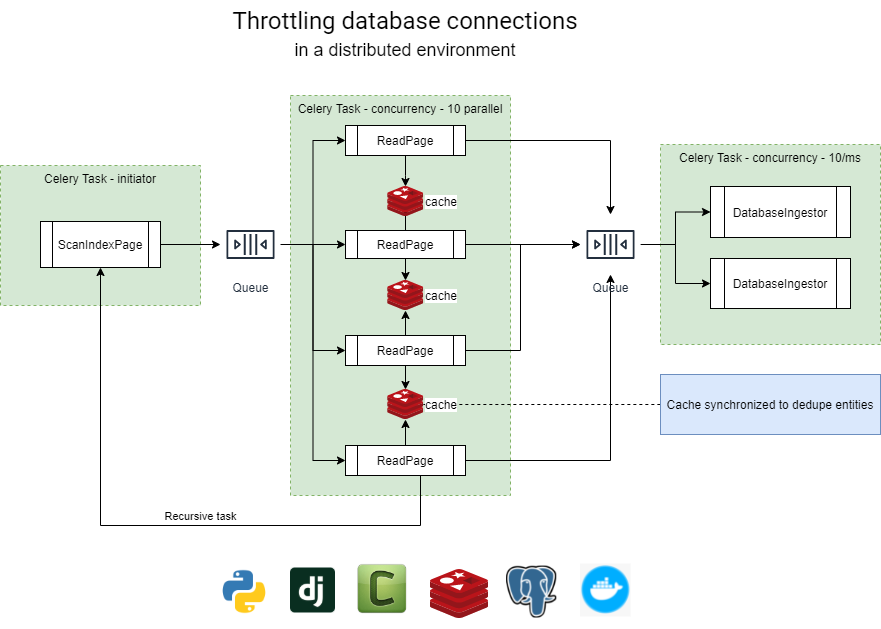 Throttling database connections
in a distributed environment
Celery Task - concurrency - 10 parallel
ReadPage
cache
Celery Task - concurrency - 10/ms
DatabaseIngestor
DatabaseIngestor
Celery Task - initiator
ScanIndexPage
Queue
ReadPage
cache
Queue
ReadPage
cache
Cache synchronized to dedupe entities
ReadPage
Recursive task
dj
C